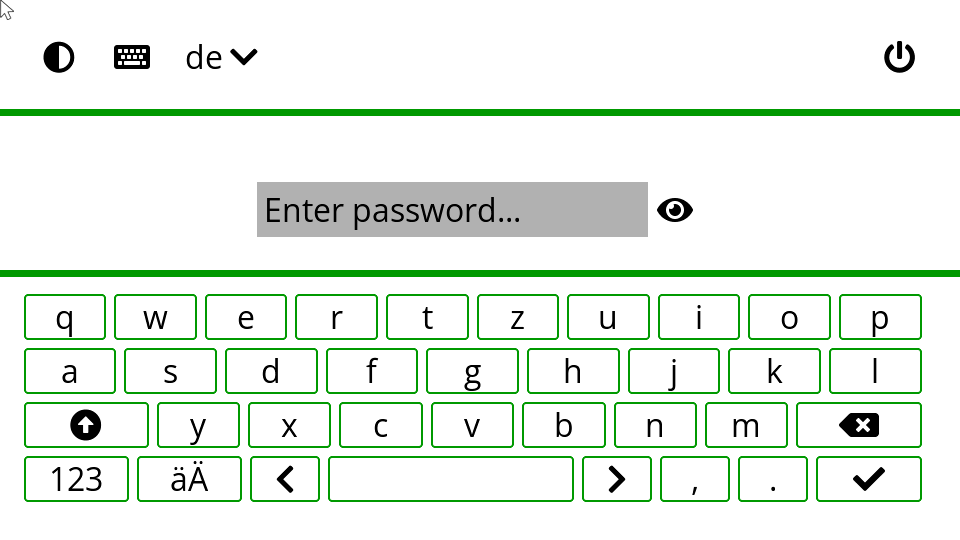 de
Enter password...
q w e r t z u i o p
a s d f g h j k l
y x c v b n m
123 äÄ , .